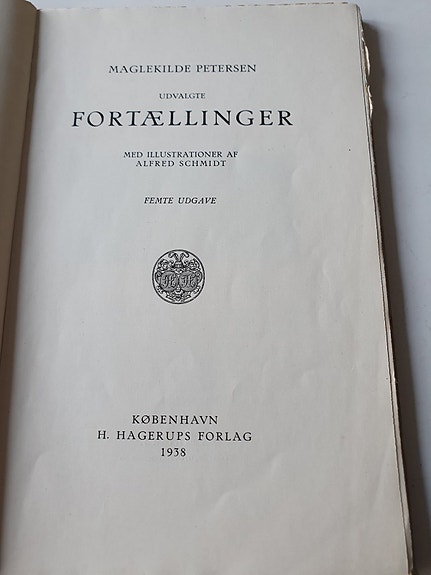 MAGLEKILDE PETERSEN
UDVALGTE
FORTÆLLINGER
MED ILLUSTRATIONER AF
ALFRED SCHMIDT
FEMTE UDGAVE
KØBENHAVN
H. HAGERUPS FORLAG
1938